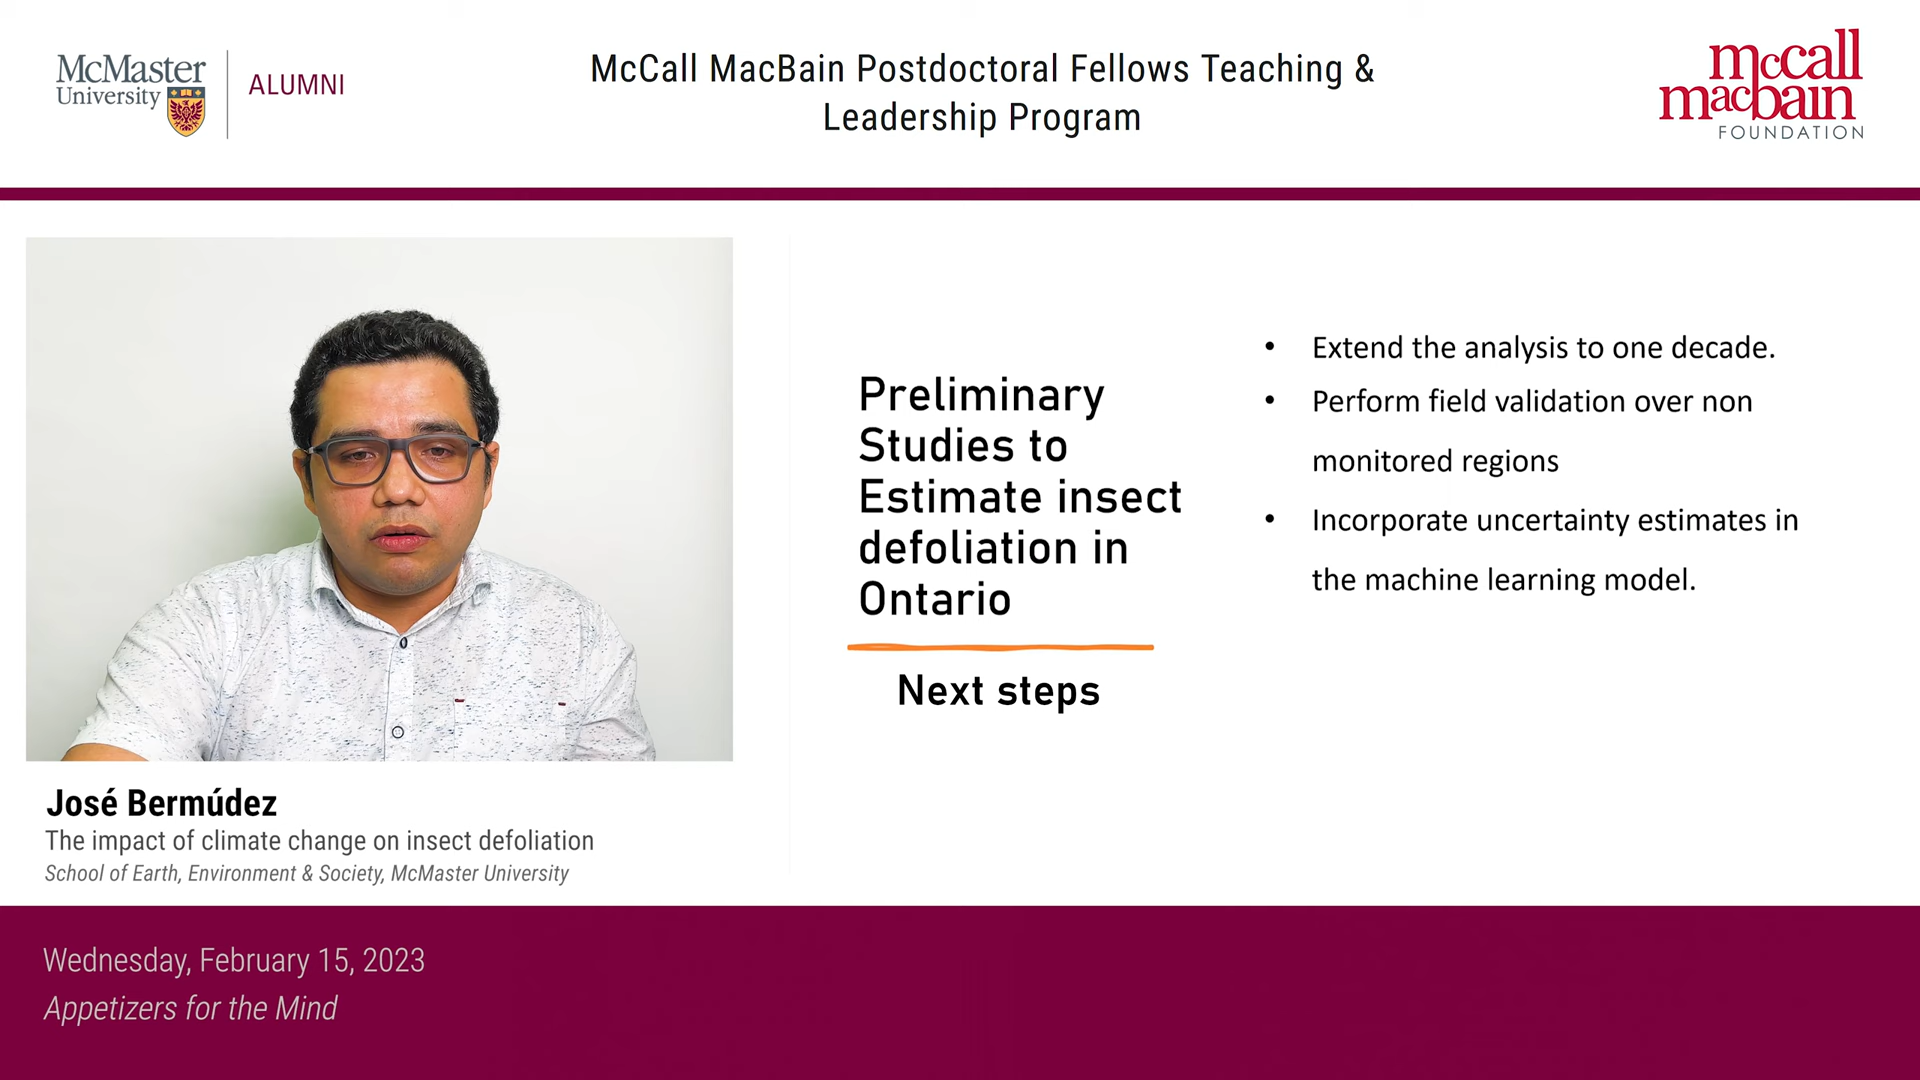 McMaster
University
ALUMNI
McCall MacBain Postdoctoral Fellows Teaching &
Leadership Program
mccall
macbain
FOUNDATION
Preliminary
Studies to
Estimate insect
defoliation in
Ontario
Next steps
• Extend the analysis to one decade.
• Perform field validation over non
monitored regions
• Incorporate uncertainty estimates in
the machine learning model.
José Bermúdez
The impact of climate change on insect defoliation
School of Earth, Environment & Society, McMaster University
Wednesday, February 15, 2023
Appetizers for the Mind